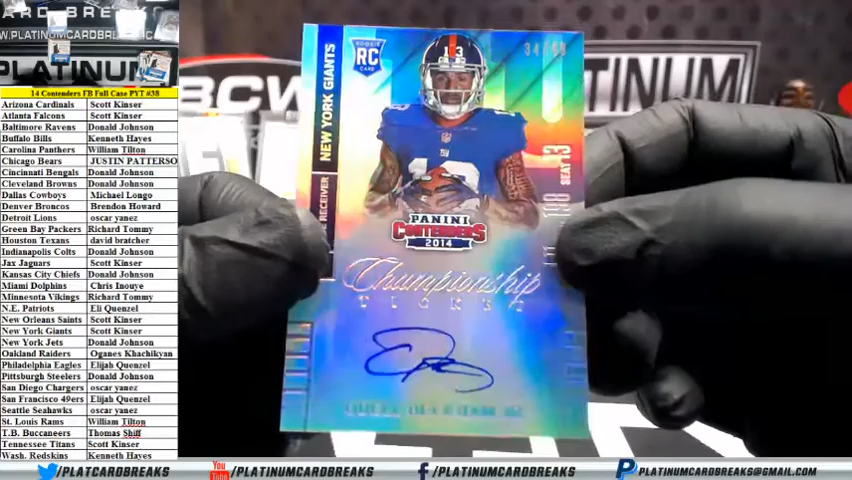 14 Contenders FB Full Case PYT #38
Arizona Cardinals Scott Kinser
Atlanta Falcons Scott Kinser
Baltimore Ravens Donald Johnson
Buffalo Bills Kenneth Hayes
Carolina Panthers William Tilton
Chicago Bears JUSTIN PATTERSO
Cincinnati Bengals Donald Johnson
Cleveland Browns Donald Johnson
Dallas Cowboys Michael Longo
Denver Broncos Brendon Howard
Detroit Lions oscar yanez
Green Bay Packers Richard Tommy
Houston Texans david bratcher
Indianapolis Colts Donald Johnson
Jax Jaguars Scott Kinser
Kansas City Chiefs Donald Johnson
Miami Dolphins Chris Inouye
Minnesota Vikings Richard Tommy
N.E. Patriots Eli Quenzel
New Orleans Saints Scott Kinser
New York Giants Scott Kinser
New York Jets Donald Johnson
Oakland Raiders Oganes Khachikyan
Philadelphia Eagles Elijah Quenzel
Pittsburgh Steelers Donald Johnson
San Diego Chargers oscar yanez
San Francisco 49ers Elijah Quenzel
Seattle Seahawks oscar yanez
St. Louis Rams William Tilton
T.B. Buccaneers Thomas Shiff
Tennessee Titans Scott Kinser
Wash. Redskins Kenneth Hayes
PLATINUM
ROOKIE
RC
CARD
NEW YORK GIANTS
RECEIVER
13
SEAT 13
PANINI
CONTENDERS
2014
Championship
TICKET
BCW
PLATINUM
/PLATCARDBREAKS
You Tube
/PLATINUMCARDBREAKS
/PLATINUMCARDBREAKS
PLATINUMCARDBREAKS@GMAIL.COM